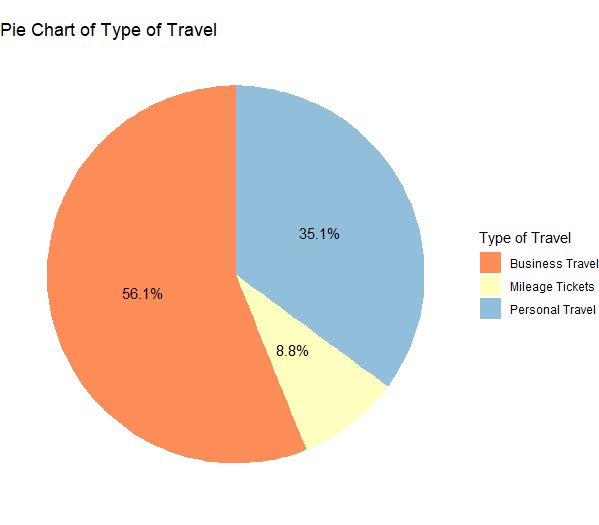 Pie Chart of Type of Travel
35.1%
56.1%
8.8%
Type of Travel
Business Travel
Mileage Tickets
Personal Travel